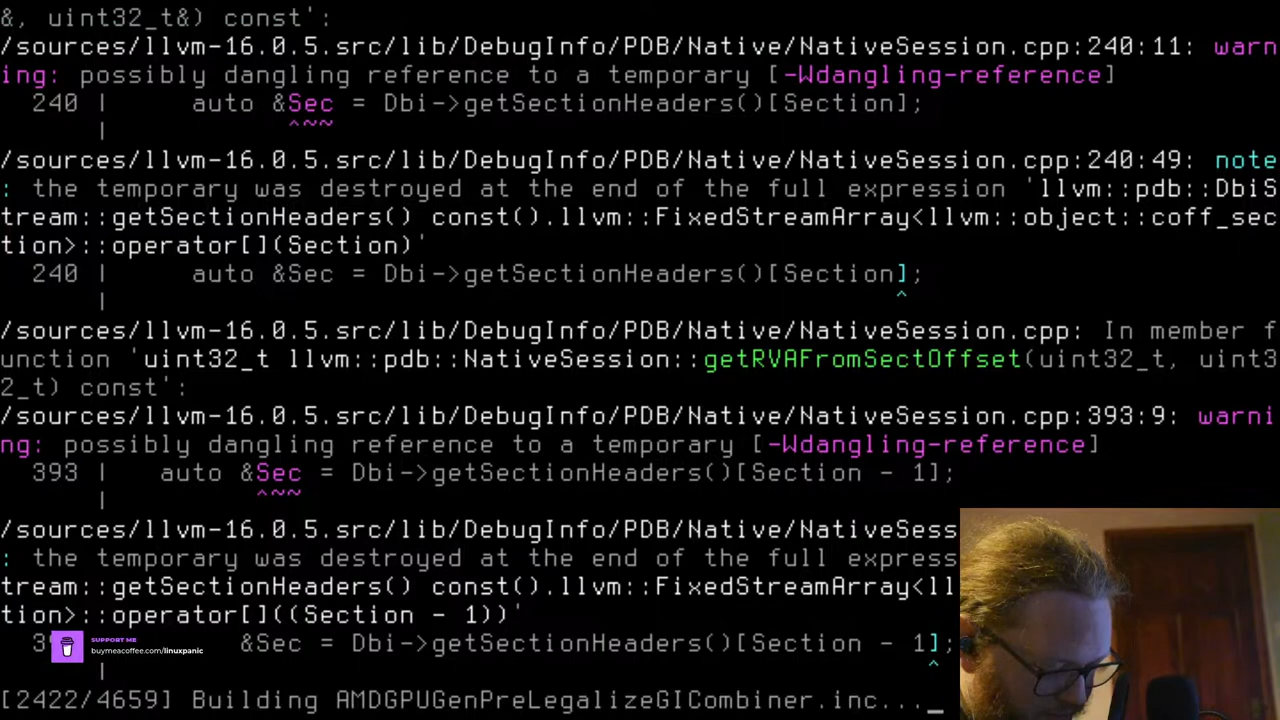 &, uint32_t&) const':
/sources/llvm-16.0.5.src/lib/DebugInfo/PDB/Native/NativeSession.cpp:240:11: warn
ing: possibly dangling reference to a temporary [-Wdangling-reference]
240 |     auto &Sec = Dbi->getSectionHeaders()[Section];
|           ^~~
/sources/llvm-16.0.5.src/lib/DebugInfo/PDB/Native/NativeSession.cpp:240:49: note
: the temporary was destroyed at the end of the full expression 'llvm::pdb::DbiS
tream::getSectionHeaders() const().llvm::FixedStreamArray<llvm::object::coff_sec
tion>::operator[](Section)'
240 |     auto &Sec = Dbi->getSectionHeaders()[Section];
|                                                 ^
/sources/llvm-16.0.5.src/lib/DebugInfo/PDB/Native/NativeSession.cpp: In member f
unction 'uint32_t llvm::pdb::NativeSession::getRVAFromSectOffset(uint32_t, uint3
2_t) const':
/sources/llvm-16.0.5.src/lib/DebugInfo/PDB/Native/NativeSession.cpp:393:9: warni
ng: possibly dangling reference to a temporary [-Wdangling-reference]
393 |   auto &Sec = Dbi->getSectionHeaders()[Section - 1];
|         ^~~
/sources/llvm-16.0.5.src/lib/DebugInfo/PDB/Native/NativeSess
: the temporary was destroyed at the end of the full express
tream::getSectionHeaders() const().llvm::FixedStreamArray<ll
tion>::operator[]((Section - 1))'
SUPPORT ME
buymeacoffee.com/linuxpanic
&Sec = Dbi->getSectionHeaders()[Section - 1];
|                                                   ^
[2422/4659] Building AMDGPUGenPreLegalizeGICombiner.inc..._